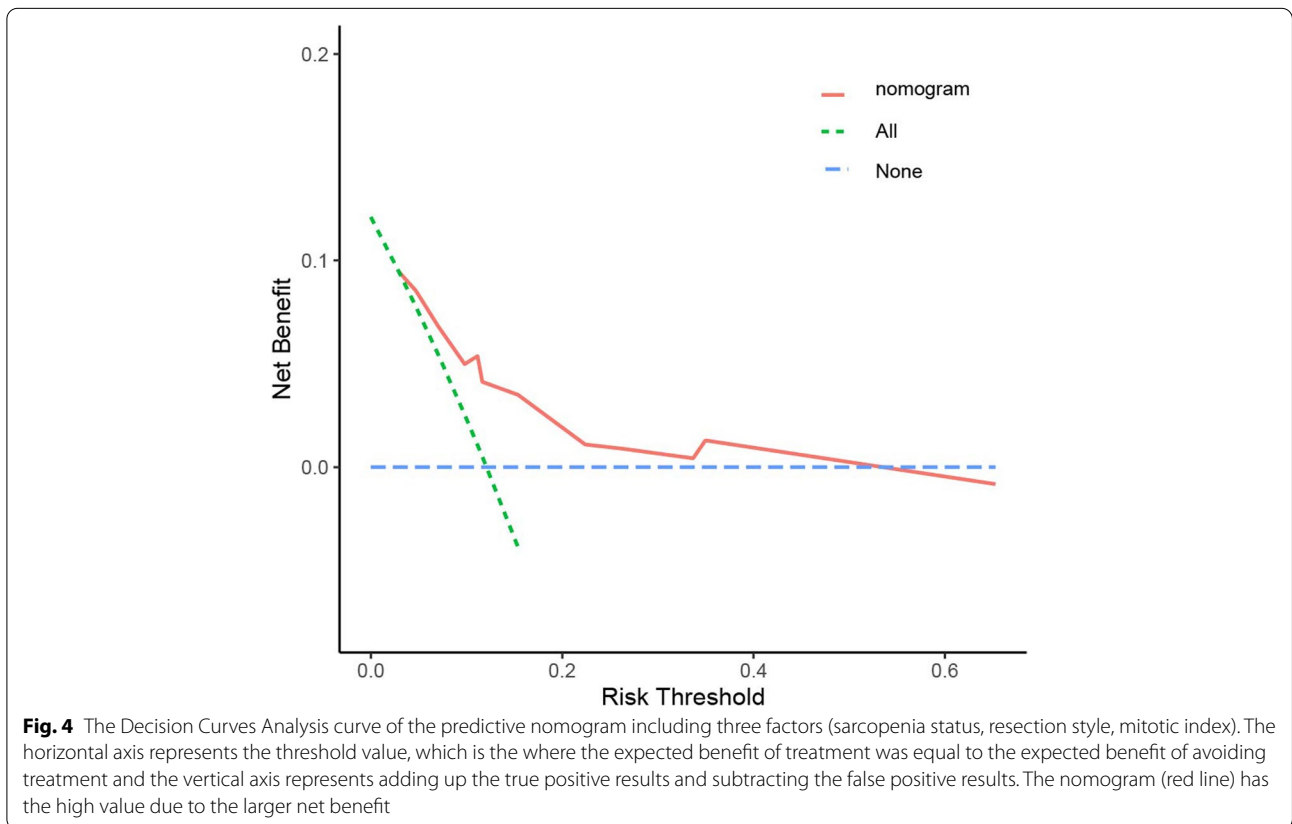 0.2
nomogram
All
None
0.1
Net Benefit
0.0
0.0
0.2
0.4
0.6
Risk Threshold
Fig. 4 The Decision Curves Analysis curve of the predictive nomogram including three factors (sarcopenia status, resection style, mitotic index). The
horizontal axis represents the threshold value, which is the where the expected benefit of treatment was equal to the expected benefit of avoiding
treatment and the vertical axis represents adding up the true positive results and subtracting the false positive results. The nomogram (red line) has
the high value due to the larger net benefit